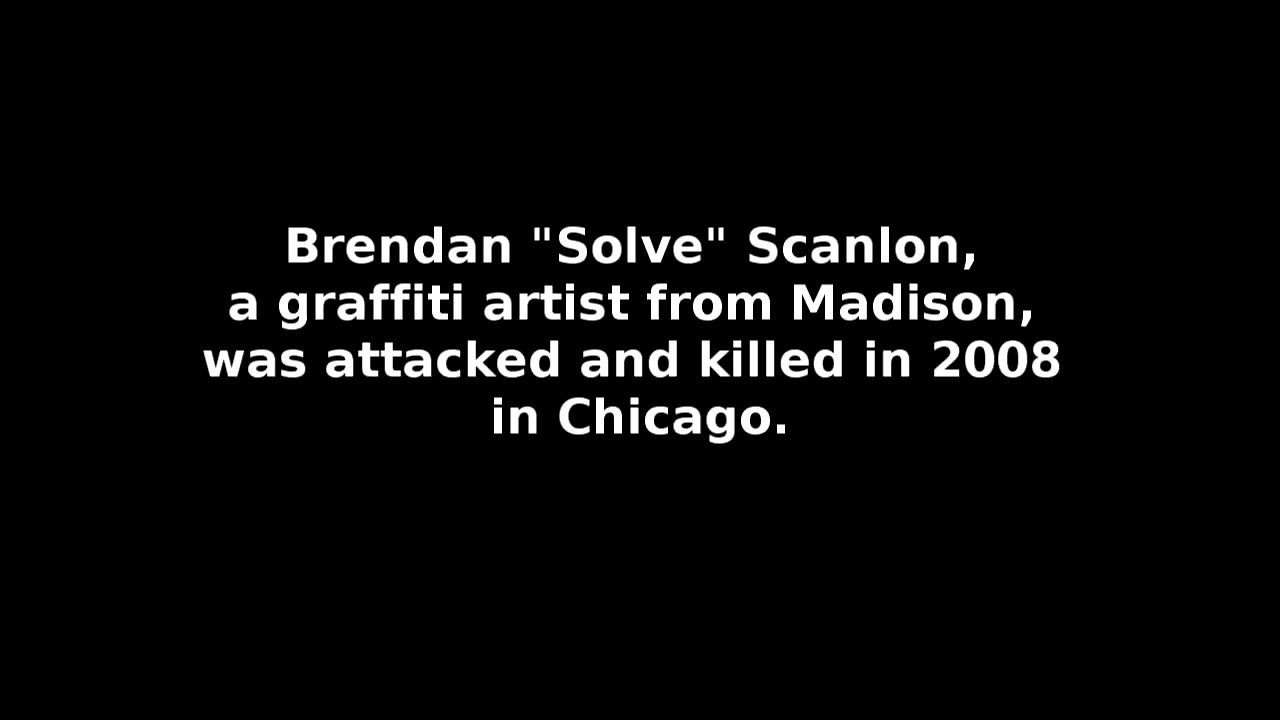 Brendan "Solve" Scanlon,
a graffiti artist from Madison,
was attacked and killed in 2008
in Chicago.